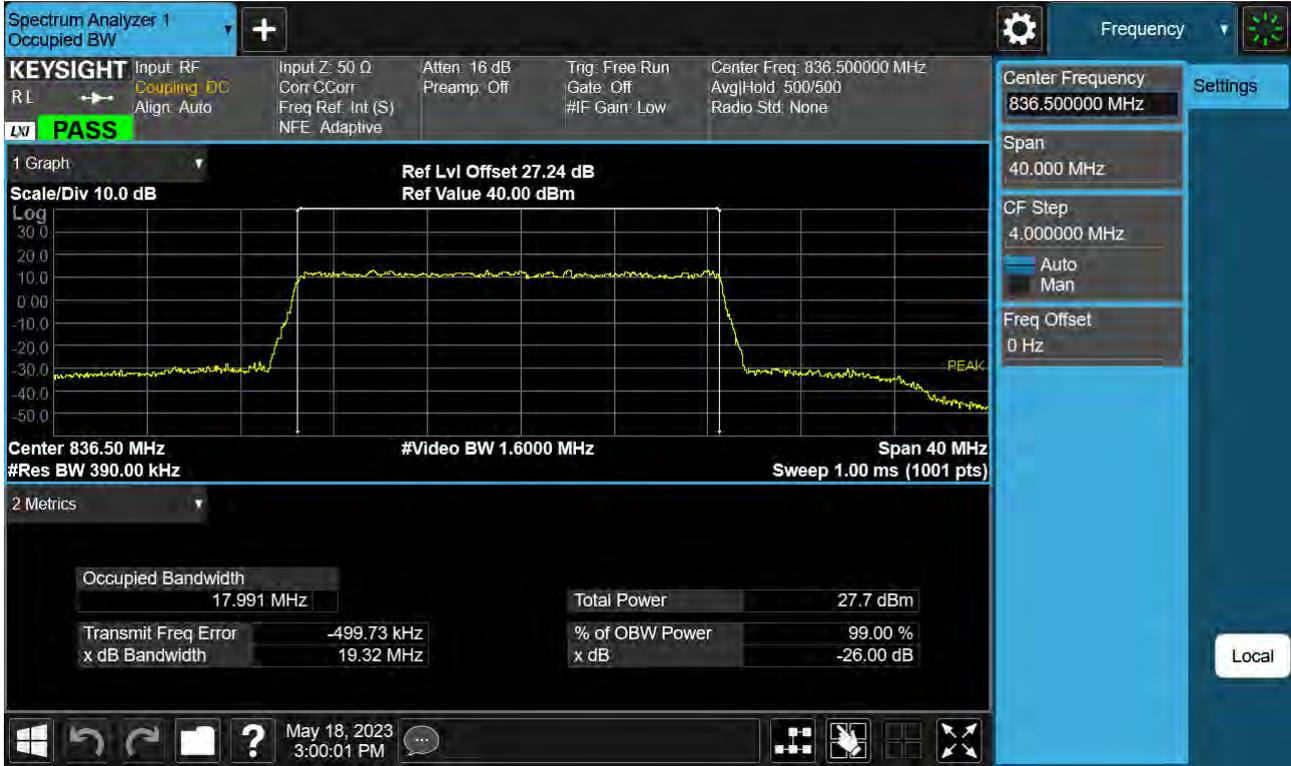 Spectrum Analyzer 1
Occupied BW
+
Frequency
KEYSIGHT
RL
LXI
PASS
Input: RF
Coupling: DC
Align: Auto
Input Z: 50 Ω
Corr CCorr
Freq Ref: Int (S)
NFE: Adaptive
Atten: 16 dB
Preamp: Off
Trig: Free Run
Gate: Off
#IF Gain: Low
Center Freq: 836.500000 MHz
Avg|Hold: 500/500
Radio Std: None
Center Frequency
836.500000 MHz
Settings
Span
40.000 MHz
CF Step
4.000000 MHz
Auto
Man
Freq Offset
0 Hz
Local
1 Graph
Scale/Div 10.0 dB
Ref Lvl Offset 27.24 dB
Ref Value 40.00 dBm
Log
30.0
20.0
10.0
0.00
-10.0
-20.0
-30.0
-40.0
-50.0
PEAK
Center 836.50 MHz
#Video BW 1.6000 MHz
Span 40 MHz
#Res BW 390.00 kHz
Sweep 1.00 ms (1001 pts)
2 Metrics
Occupied Bandwidth
17.991 MHz
Total Power 27.7 dBm
Transmit Freq Error -499.73 kHz
% of OBW Power 99.00 %
x dB Bandwidth 19.32 MHz
x dB -26.00 dB
?
May 18, 2023
3:00:01 PM